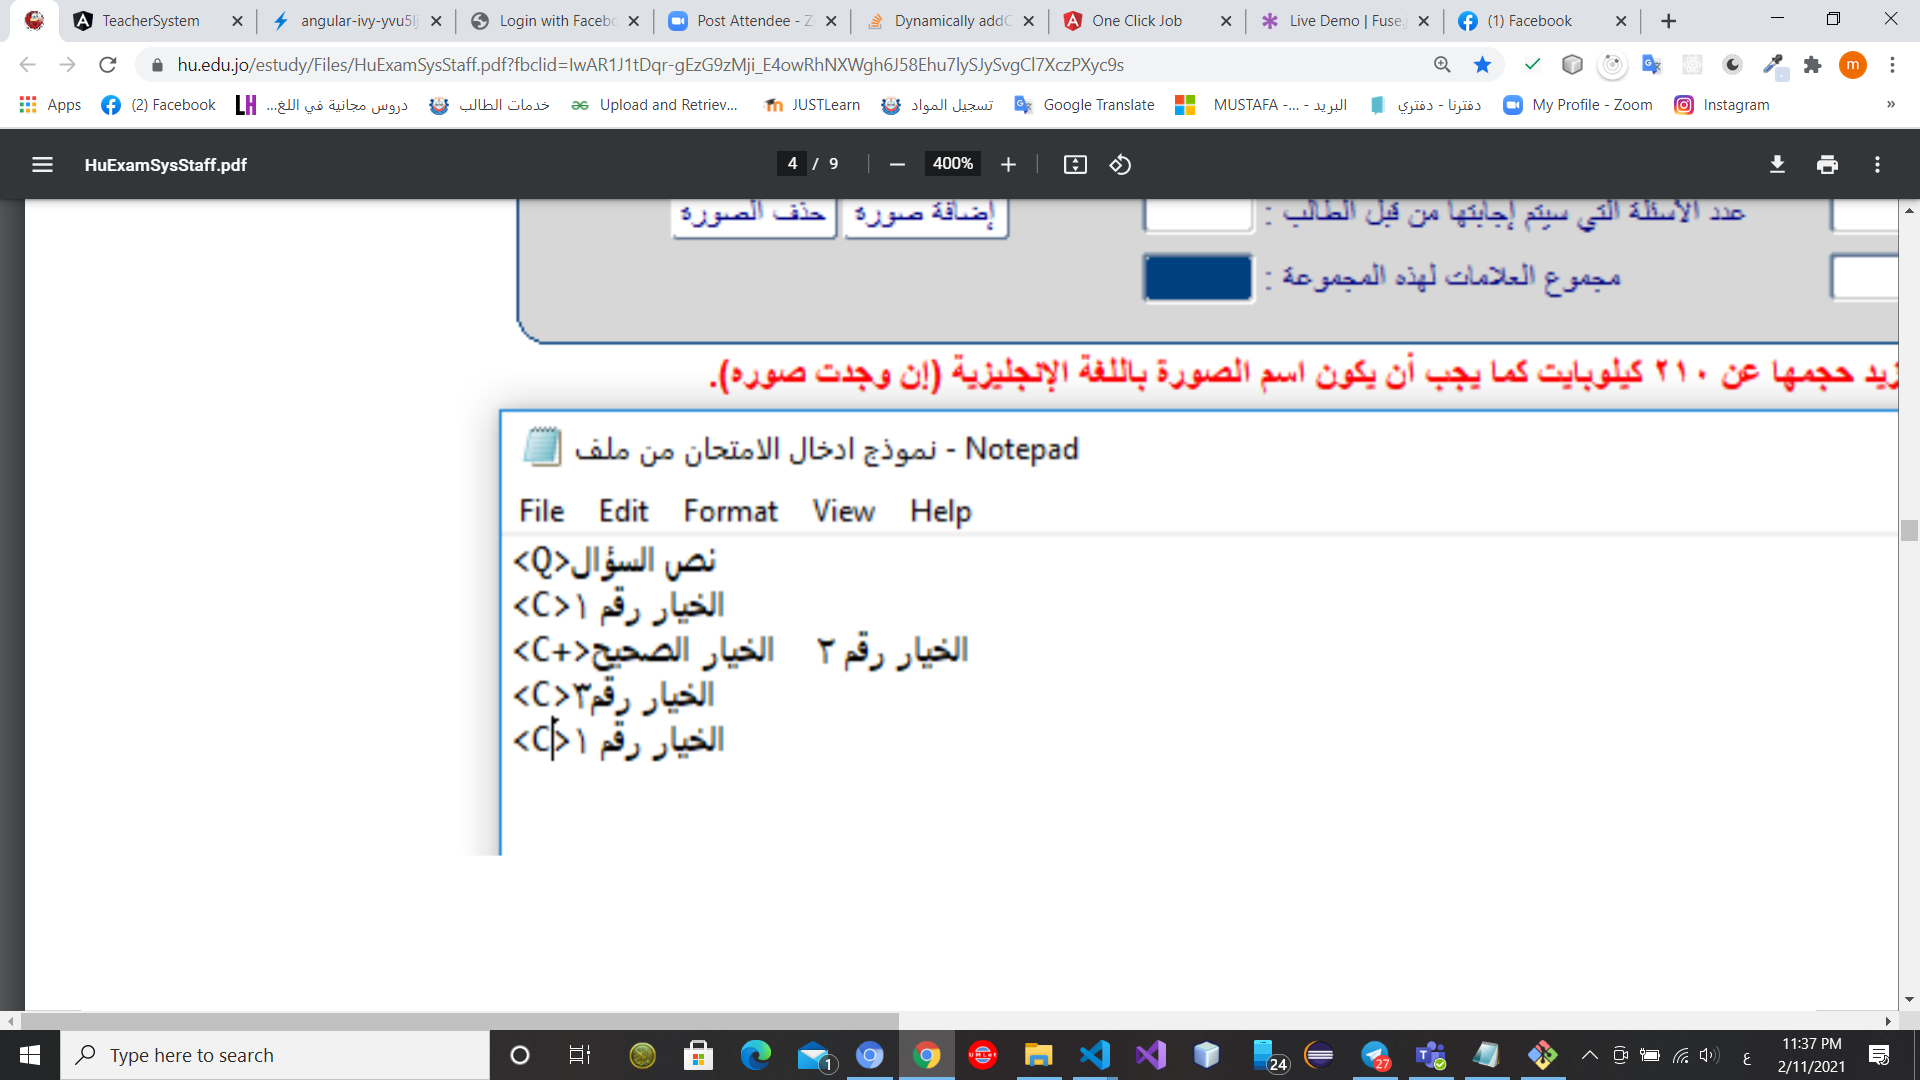 TeacherSystem
angular-ivy-yvu5lj
Login with Facebo
Post Attendee - Z
Dynamically addC
One Click Job
Live Demo | Fuse.j
(1) Facebook
hu.edu.jo/estudy/Files/HuExamSysStaff.pdf?fbclid=IwAR1J1tDqr-gEzG9zMji_E4owRhNXWgh6J58Ehu7lySJySvgCl7XczPXyc9s
m
Apps
(2) Facebook
دروس مجانية في اللغ...
خدمات الطالب
Upload and Retriev...
JUSTLearn
تسجيل المواد
Google Translate
MUSTAFA -... - البريد
دفترنا - دفتري
My Profile - Zoom
Instagram
»
HuExamSysStaff.pdf
4 / 9
400%
حذف الصورة
إضافة صورة
عدد الأسئلة التي سيتم إجابتها من قبل الطالب :
مجموع العلامات لهذه المجموعة :
زيد حجمها عن ٢١٠ كيلوبايت كما يجب أن يكون اسم الصورة باللغة الإنجليزية (إن وجدت صوره).
نموذج ادخال الامتحان من ملف - Notepad
File Edit Format View Help
<Q>نص السؤال
<C>الخيار رقم ١
<C+>الخيار رقم ٢ الخيار الصحيح
<C>الخيار رقم٣
<C>الخيار رقم ١
Type here to search
1
24
27
ع
11:37 PM
2/11/2021